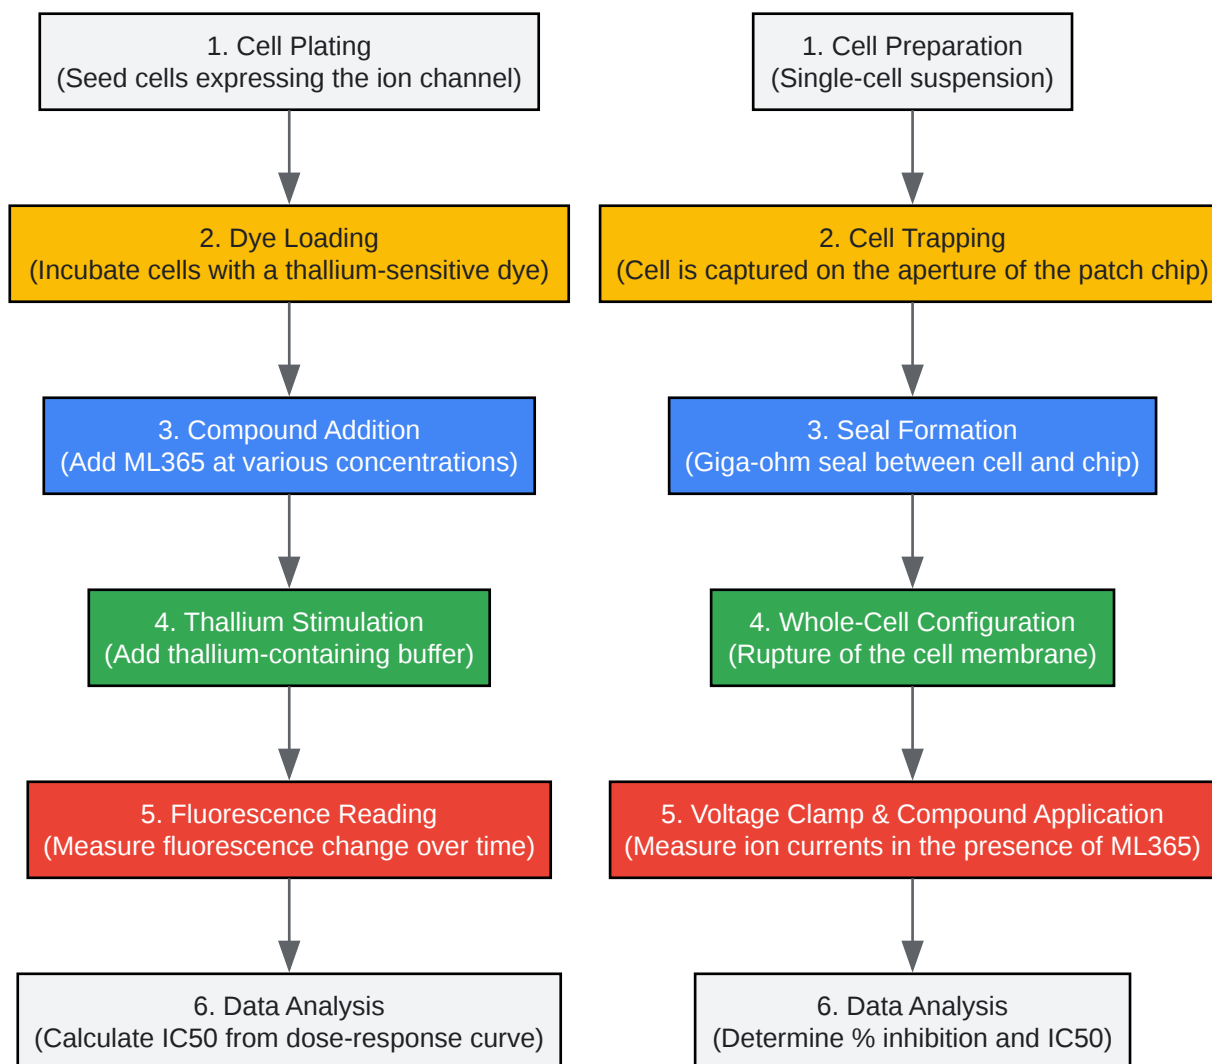 1. Cell Plating
(Seed cells expressing the ion channel)
2. Dye Loading
(Incubate cells with a thallium-sensitive dye)
3. Compound Addition
(Add ML365 at various concentrations)
4. Thallium Stimulation
(Add thallium-containing buffer)
5. Fluorescence Reading
(Measure fluorescence change over time)
6. Data Analysis
(Calculate IC50 from dose-response curve)
1. Cell Preparation
(Single-cell suspension)
2. Cell Trapping
(Cell is captured on the aperture of the patch chip)
3. Seal Formation
(Giga-ohm seal between cell and chip)
4. Whole-Cell Configuration
(Rupture of the cell membrane)
5. Voltage Clamp & Compound Application
(Measure ion currents in the presence of ML365)
6. Data Analysis
(Determine % inhibition and IC50)